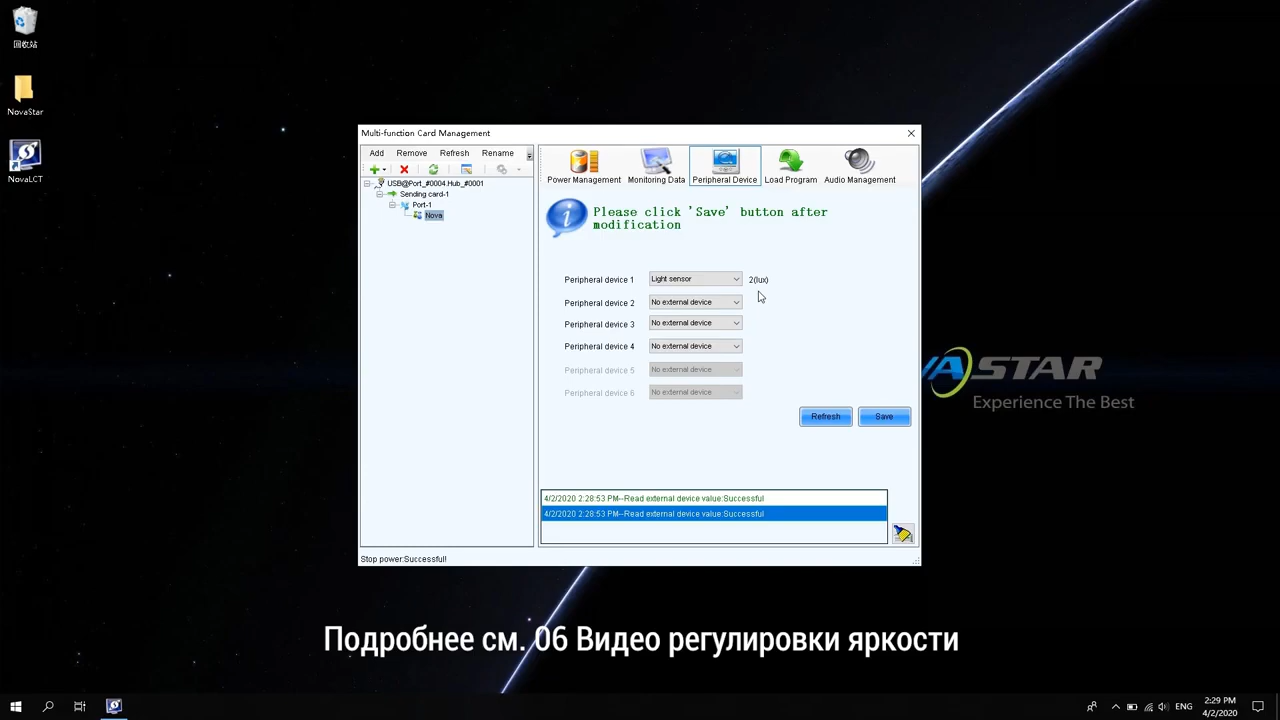 回收站
NovaStar
NovaLCT
Multi-function Card Management
Add Remove Refresh Rename
USB@Port_#0004.Hub_#0001
Sending card-1
Port-1
Nova
Power Management Monitoring Data Peripheral Device Load Program Audio Management
Please click 'Save' button after
modification
Peripheral device 1 Light sensor 2(lux)
Peripheral device 2 No external device
Peripheral device 3 No external device
Peripheral device 4 No external device
Peripheral device 5 No external device
Peripheral device 6 No external device
Refresh Save
4/2/2020 2:28:53 PM--Read external device value:Successful
4/2/2020 2:28:53 PM--Read external device value:Successful
Stop power:Successful!
ASTAR
Experience The Best
Подробнее см. 06 Видео регулировки яркости
ENG
2:29 PM
4/2/2020